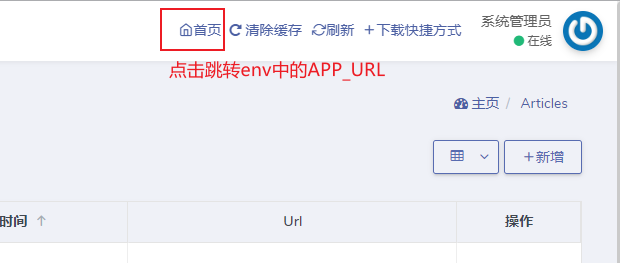 首页 清除缓存 刷新 +下载快捷方式
系统管理员
在线
点击跳转env中的APP_URL
主页 / Articles
+新增
时间 ↑ Url 操作